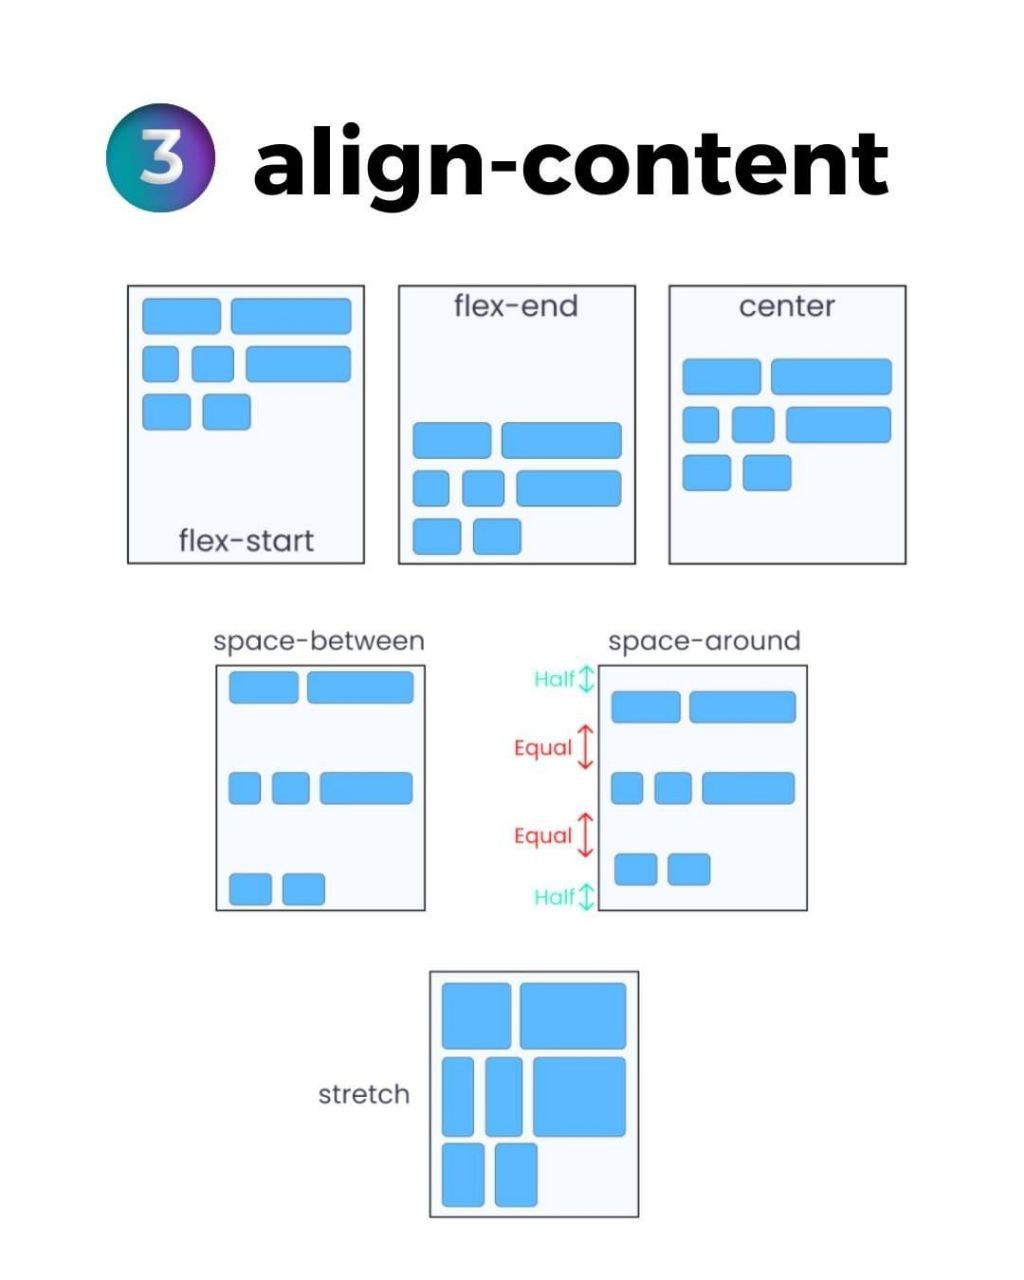 3 align-content
flex-start
flex-end
center
space-between
space-around
Half
Equal
Equal
Half
stretch